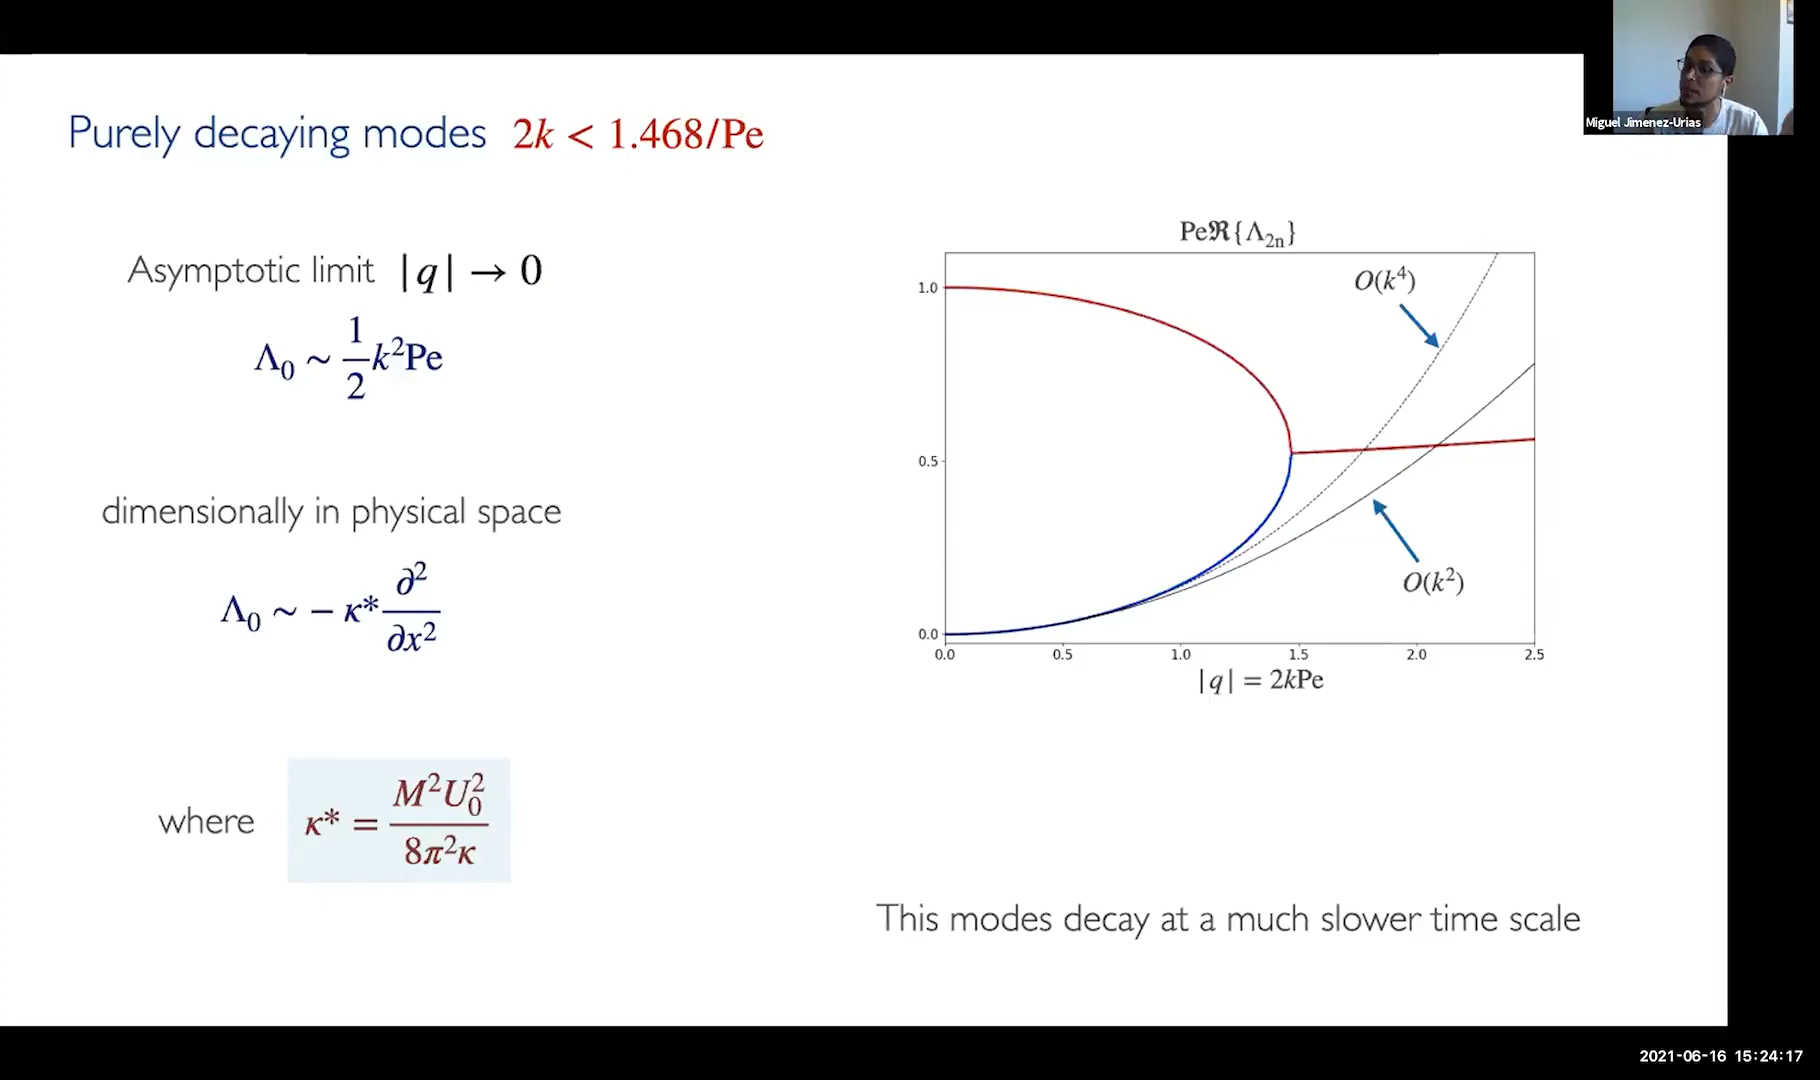 Miguel Jimenez-Urias
Purely decaying modes 2k < 1.468/Pe
Asymptotic limit |q| → 0
Λ₀ ~ 1/2 k²Pe
dimensionally in physical space
Λ₀ ~ − κ* ∂²/∂x²
where κ* = M²U₀²/8π²κ
Peℜ{Λ₂ₙ}
O(k⁴)
1.0
0.5
O(k²)
0.0
0.0 0.5 1.0 1.5 2.0 2.5
|q| = 2kPe
This modes decay at a much slower time scale
2021-06-16 15:24:17